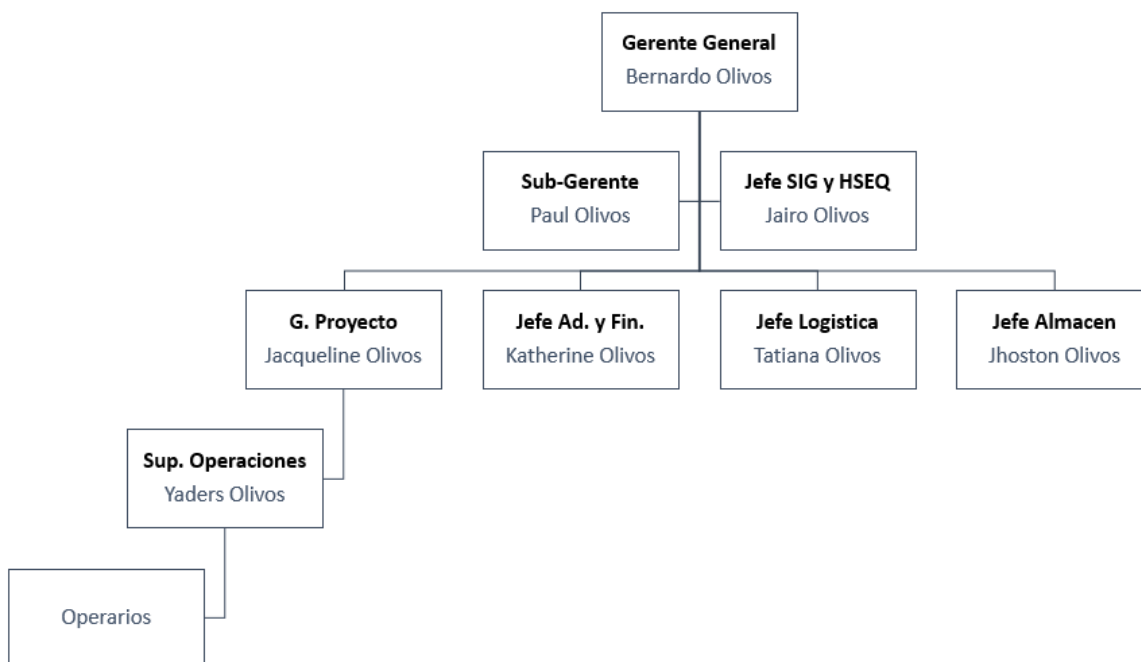 Gerente General
Bernardo Olivos
Sub-Gerente
Paul Olivos
Jefe SIG y HSEQ
Jairo Olivos
G. Proyecto
Jacqueline Olivos
Jefe Ad. y Fin.
Katherine Olivos
Jefe Logistica
Tatiana Olivos
Jefe Almacen
Jhoston Olivos
Sup. Operaciones
Yaders Olivos
Operarios